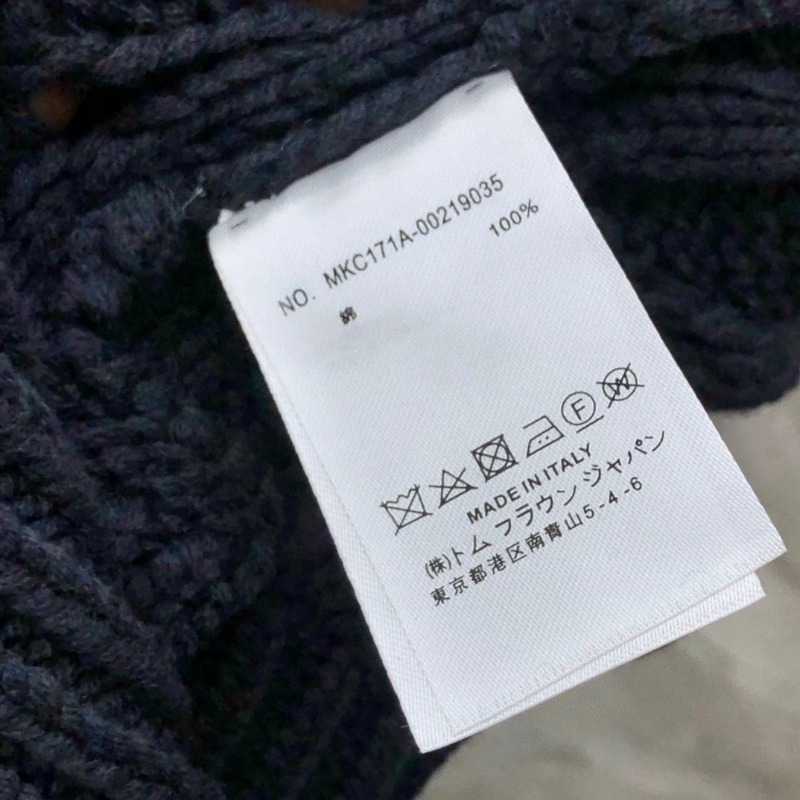 NO. MKC171A-00219035
綿 100%
F W
MADE IN ITALY
(株)トム ブラウン ジャパン
東京都港区南青山5-4-6